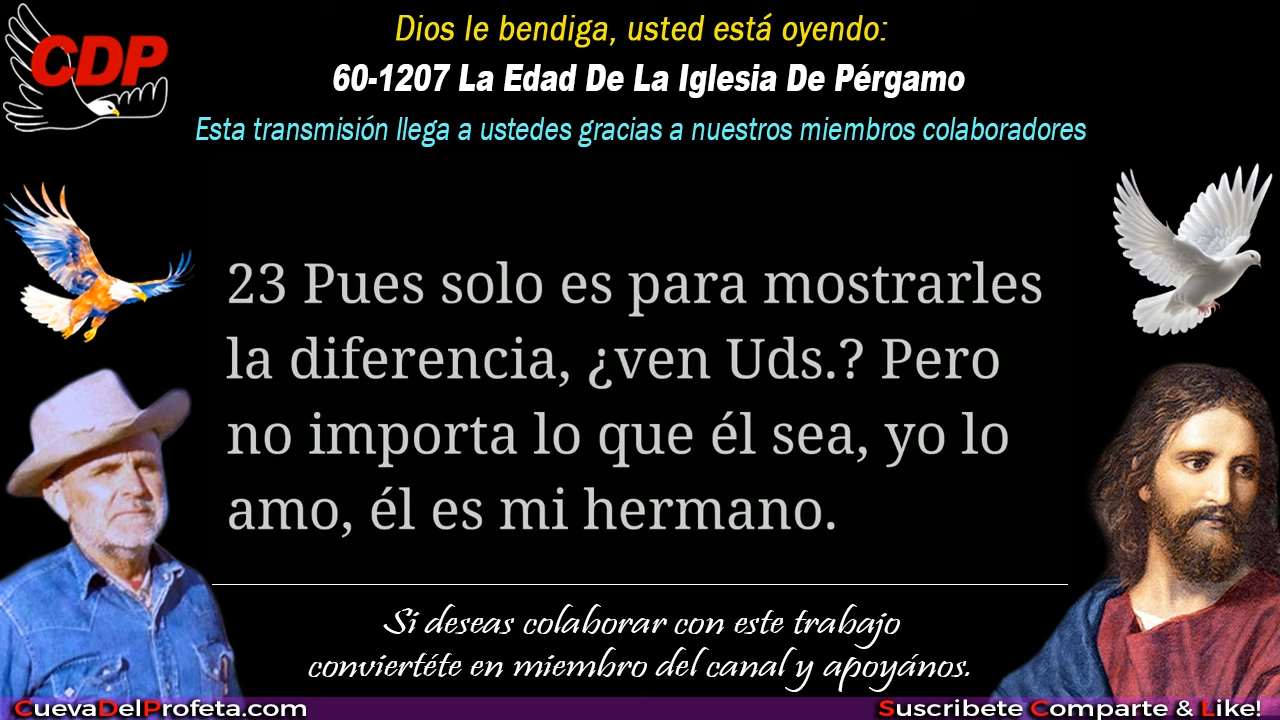 CDP
Dios le bendiga, usted está oyendo:
60-1207 La Edad De La Iglesia De Pérgamo
Esta transmisión llega a ustedes gracias a nuestros miembros colaboradores
23 Pues solo es para mostrarles
la diferencia, ¿ven Uds.? Pero
no importa lo que él sea, yo lo
amo, él es mi hermano.
Si deseas colaborar con este trabajo
conviertéte en miembro del canal y apoyános.
CuevaDelProfeta.com
Suscribete Comparte & Like!